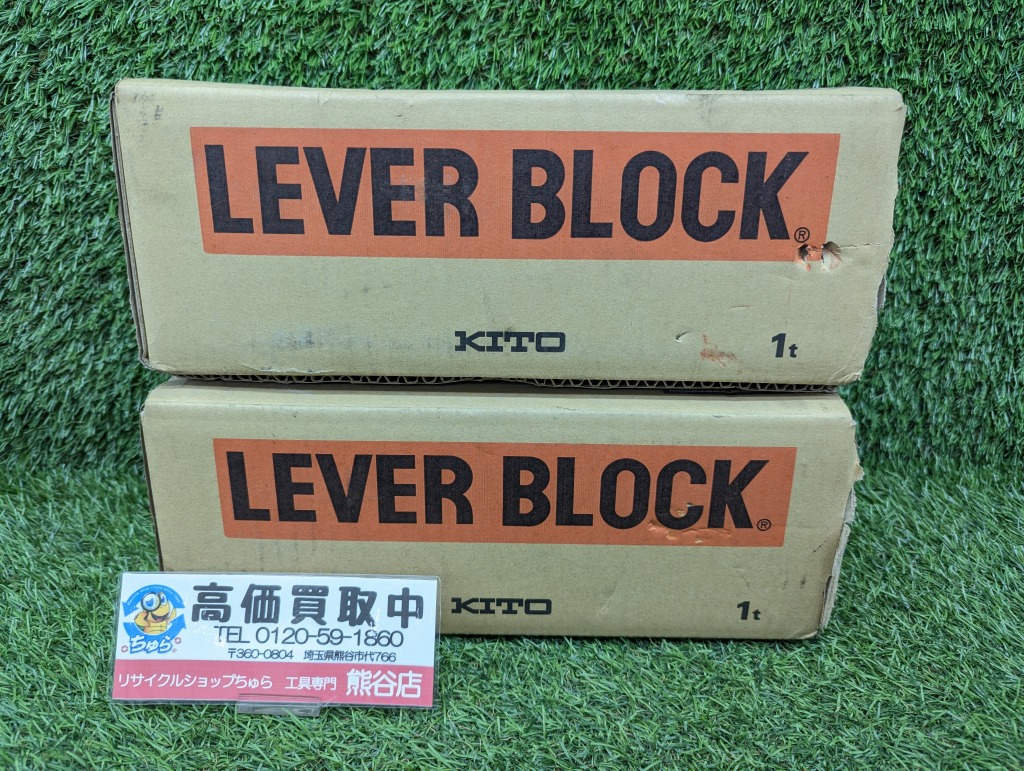 LEVER BLOCK®
KITO
1t
LEVER BLOCK®
KITO
1t
高価買取中
TEL 0120-59-1860
〒360-0804 埼玉県熊谷市代766
リサイクルショップちゅら 工具専門 熊谷店
ちゅら